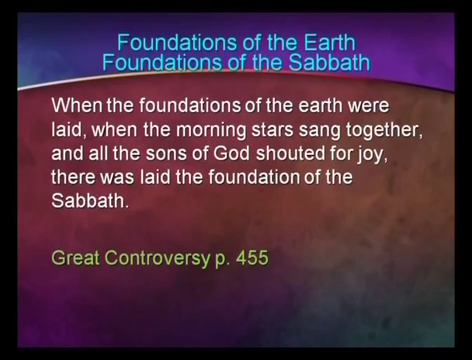 Foundations of the Earth
Foundations of the Sabbath
When the foundations of the earth were
laid, when the morning stars sang together,
and all the sons of God shouted for joy,
there was laid the foundation of the
Sabbath.
Great Controversy p. 455